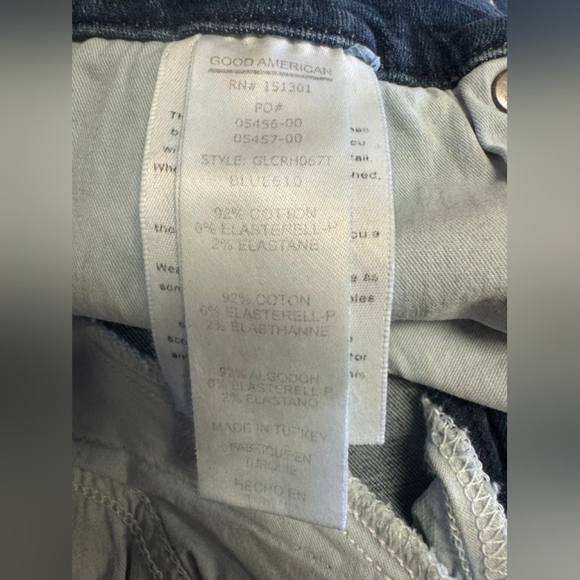 GOOD AMERICAN
RN# 151301
PO#
05456-00
05457-00
STYLE: GLCRH067T
BLUE610
92% COTTON
6% ELASTERELL-P
2% ELASTANE
92% COTON
6% ELASTERELL-P
2% ELASTHANNE
92% ALGODON
6% ELASTERELL P
2% ELASTANO
MADE IN TURKEY
FABRIQUE EN
TURQUIE
HECHO EN